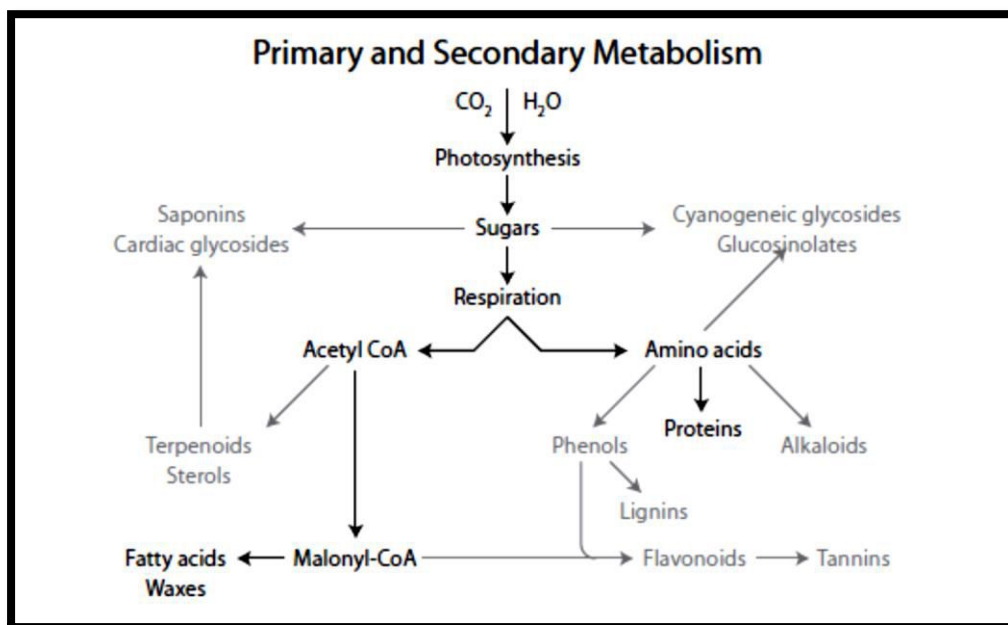 Primary and Secondary Metabolism
CO₂ H₂O
Photosynthesis
Saponins
Cardiac glycosides
Sugars
Cyanogeneic glycosides
Glucosinolates
Respiration
Acetyl CoA
Amino acids
Terpenoids
Sterols
Phenols
Proteins
Alkaloids
Lignins
Fatty acids
Waxes
Malonyl-CoA
Flavonoids
Tannins